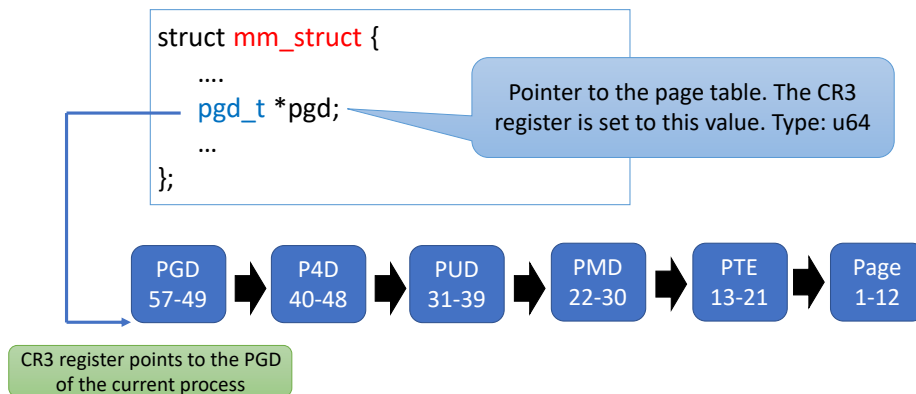 struct mm_struct {
....
pgd_t *pgd;
...
};
Pointer to the page table. The CR3
register is set to this value. Type: u64
PGD
57-49
P4D
40-48
PUD
31-39
PMD
22-30
PTE
13-21
Page
1-12
CR3 register points to the PGD
of the current process